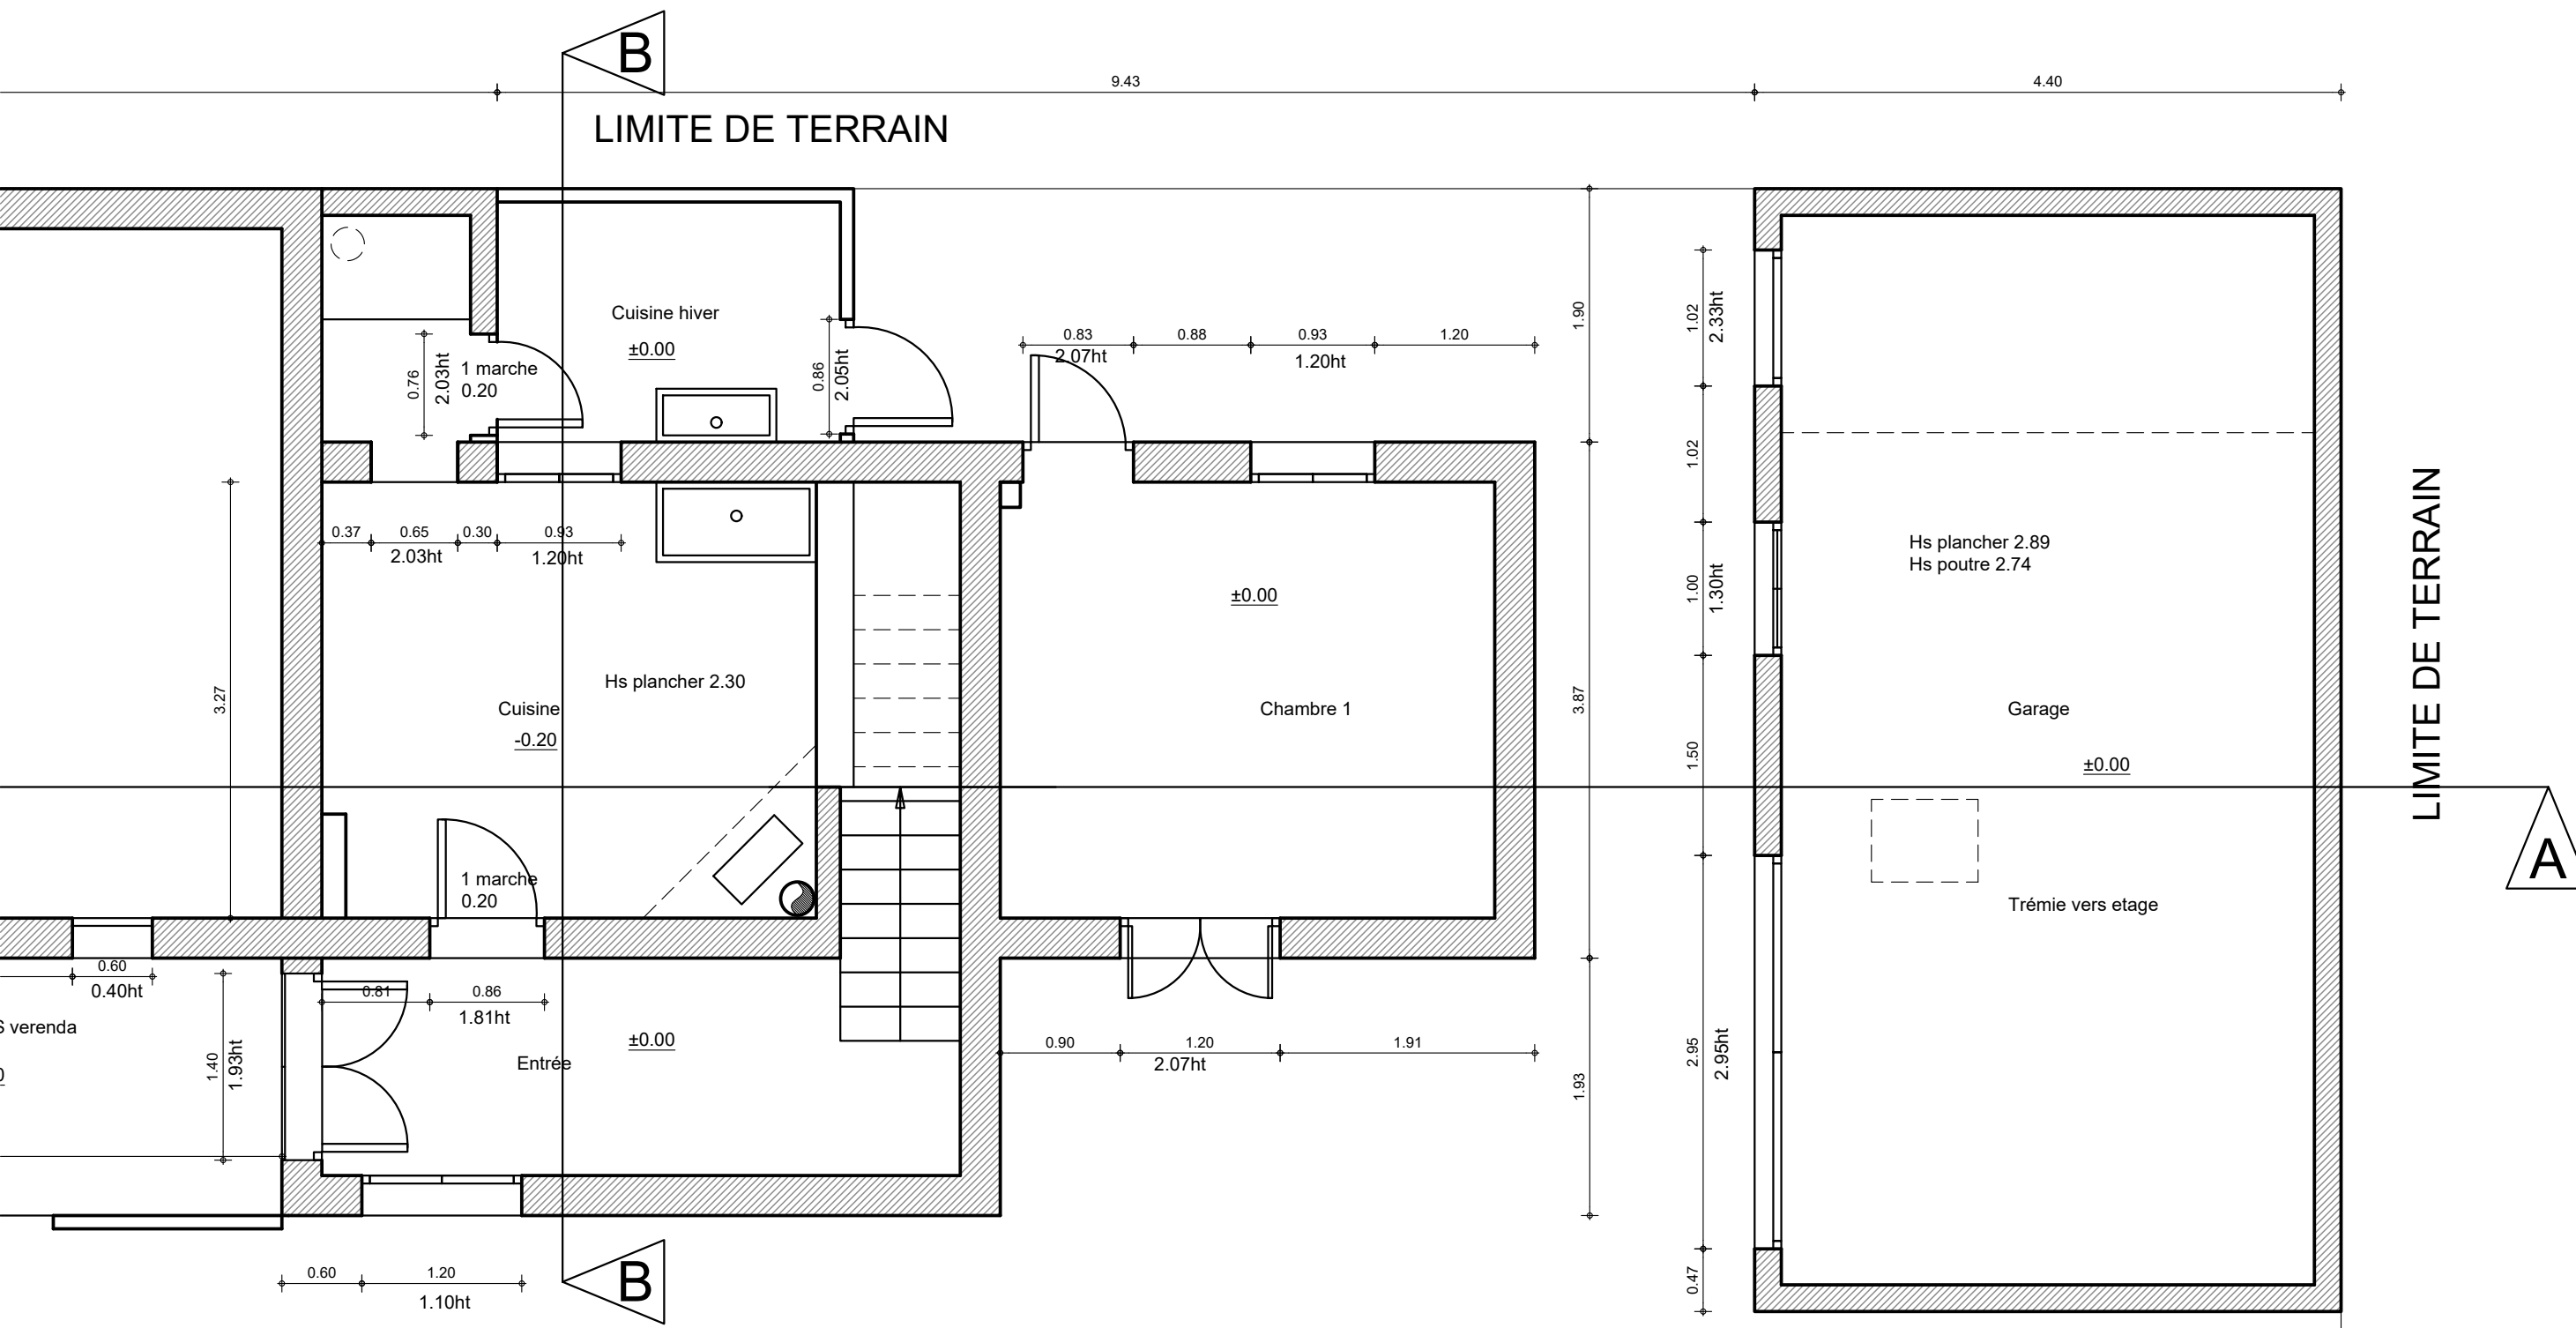 B
9.43
4.40
LIMITE DE TERRAIN
Cuisine hiver
±0.00
1 marche
0.20
0.76
2.03ht
0.86
2.05ht
0.83
0.88
0.93
1.20
2.07ht
1.20ht
1.90
1.02
2.33ht
1.02
1.00
1.30ht
1.50
2.95
2.95ht
0.47
0.37
0.65
0.30
0.93
2.03ht
1.20ht
3.27
Hs plancher 2.30
Cuisine
-0.20
±0.00
Chambre 1
3.87
Hs plancher 2.89
Hs poutre 2.74
Garage
±0.00
Trémie vers etage
LIMITE DE TERRAIN
A
1 marche
0.20
0.60
0.40ht
verenda
0.81
0.86
1.81ht
1.40
1.93ht
±0.00
Entrée
0.90
1.20
1.91
2.07ht
1.93
0.60
1.20
1.10ht
B